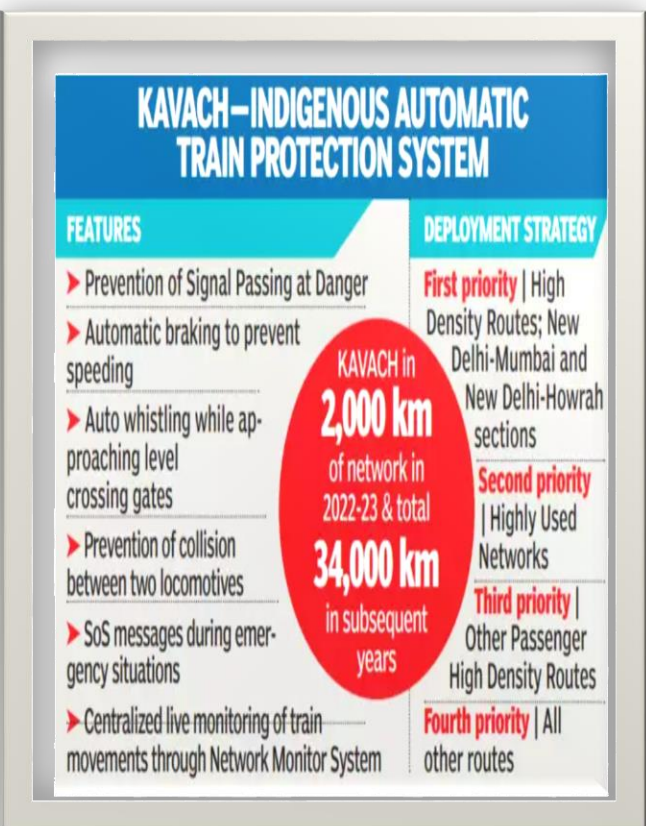 KAVACH–INDIGENOUS AUTOMATIC
TRAIN PROTECTION SYSTEM
FEATURES
➤ Prevention of Signal Passing at Danger
➤ Automatic braking to prevent
speeding
➤ Auto whistling while ap-
proaching level
crossing gates
➤ Prevention of collision
between two locomotives
➤ SoS messages during emer-
gency situations
➤ Centralized live monitoring of train
movements through Network Monitor System
KAVACH in
2,000 km
of network in
2022-23 & total
34,000 km
in subsequent
years
DEPLOYMENT STRATEGY
First priority | High
Density Routes; New
Delhi-Mumbai and
New Delhi-Howrah
sections
Second priority
| Highly Used
Networks
Third priority |
Other Passenger
High Density Routes
Fourth priority | All
other routes